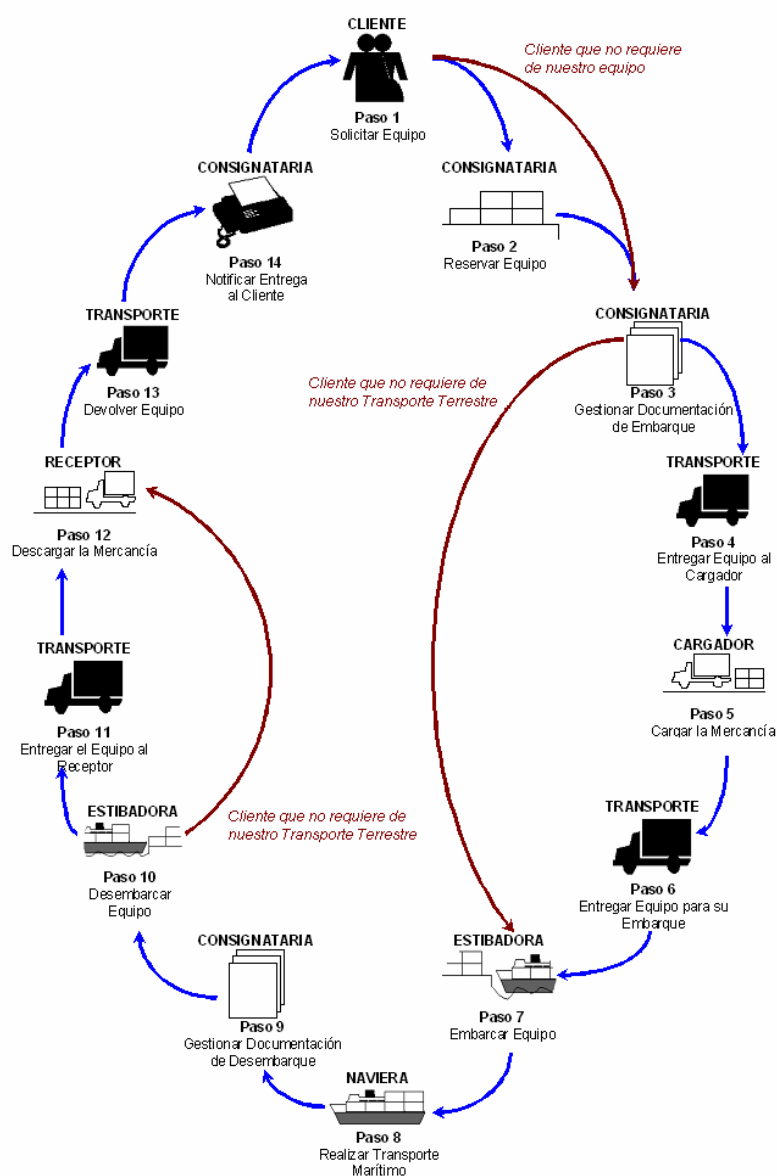 CLIENTE
Paso 1
Solicitar Equipo
Cliente que no requiere
de nuestro equipo
CONSIGNATARIA
Paso 2
Reservar Equipo
CONSIGNATARIA
Paso 3
Gestionar Documentación
de Embarque
Cliente que no requiere de
nuestro Transporte Terrestre
TRANSPORTE
Paso 4
Entregar Equipo al
Cargador
CARGADOR
Paso 5
Cargar la Mercancía
TRANSPORTE
Paso 6
Entregar Equipo para su
Embarque
ESTIBADORA
Paso 7
Embarcar Equipo
NAVIERA
Paso 8
Realizar Transporte
Marítimo
CONSIGNATARIA
Paso 9
Gestionar Documentación
de Desembarque
ESTIBADORA
Paso 10
Desembarcar
Equipo
Cliente que no requiere de
nuestro Transporte Terrestre
TRANSPORTE
Paso 11
Entregar el Equipo al
Receptor
RECEPTOR
Paso 12
Descargar la Mercancía
TRANSPORTE
Paso 13
Devolver Equipo
CONSIGNATARIA
Paso 14
Notificar Entrega
al Cliente